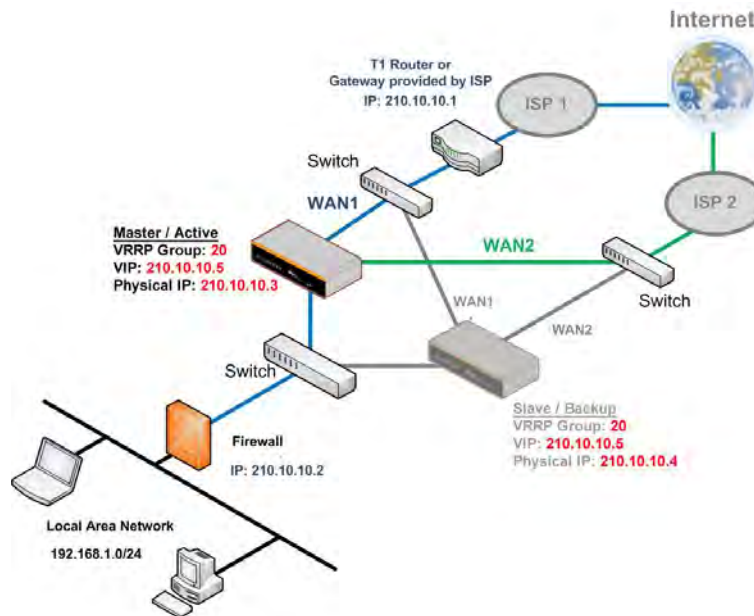 Internet
T1 Router or
Gateway provided by ISP
IP: 210.10.10.1
ISP 1
Switch
WAN1
ISP 2
Master / Active
VRRP Group: 20
VIP: 210.10.10.5
Physical IP: 210.10.10.3
WAN2
Switch
WAN1
WAN2
Switch
Slave / Backup
VRRP Group: 20
VIP: 210.10.10.5
Physical IP: 210.10.10.4
Firewall
IP: 210.10.10.2
Local Area Network
192.168.1.0/24